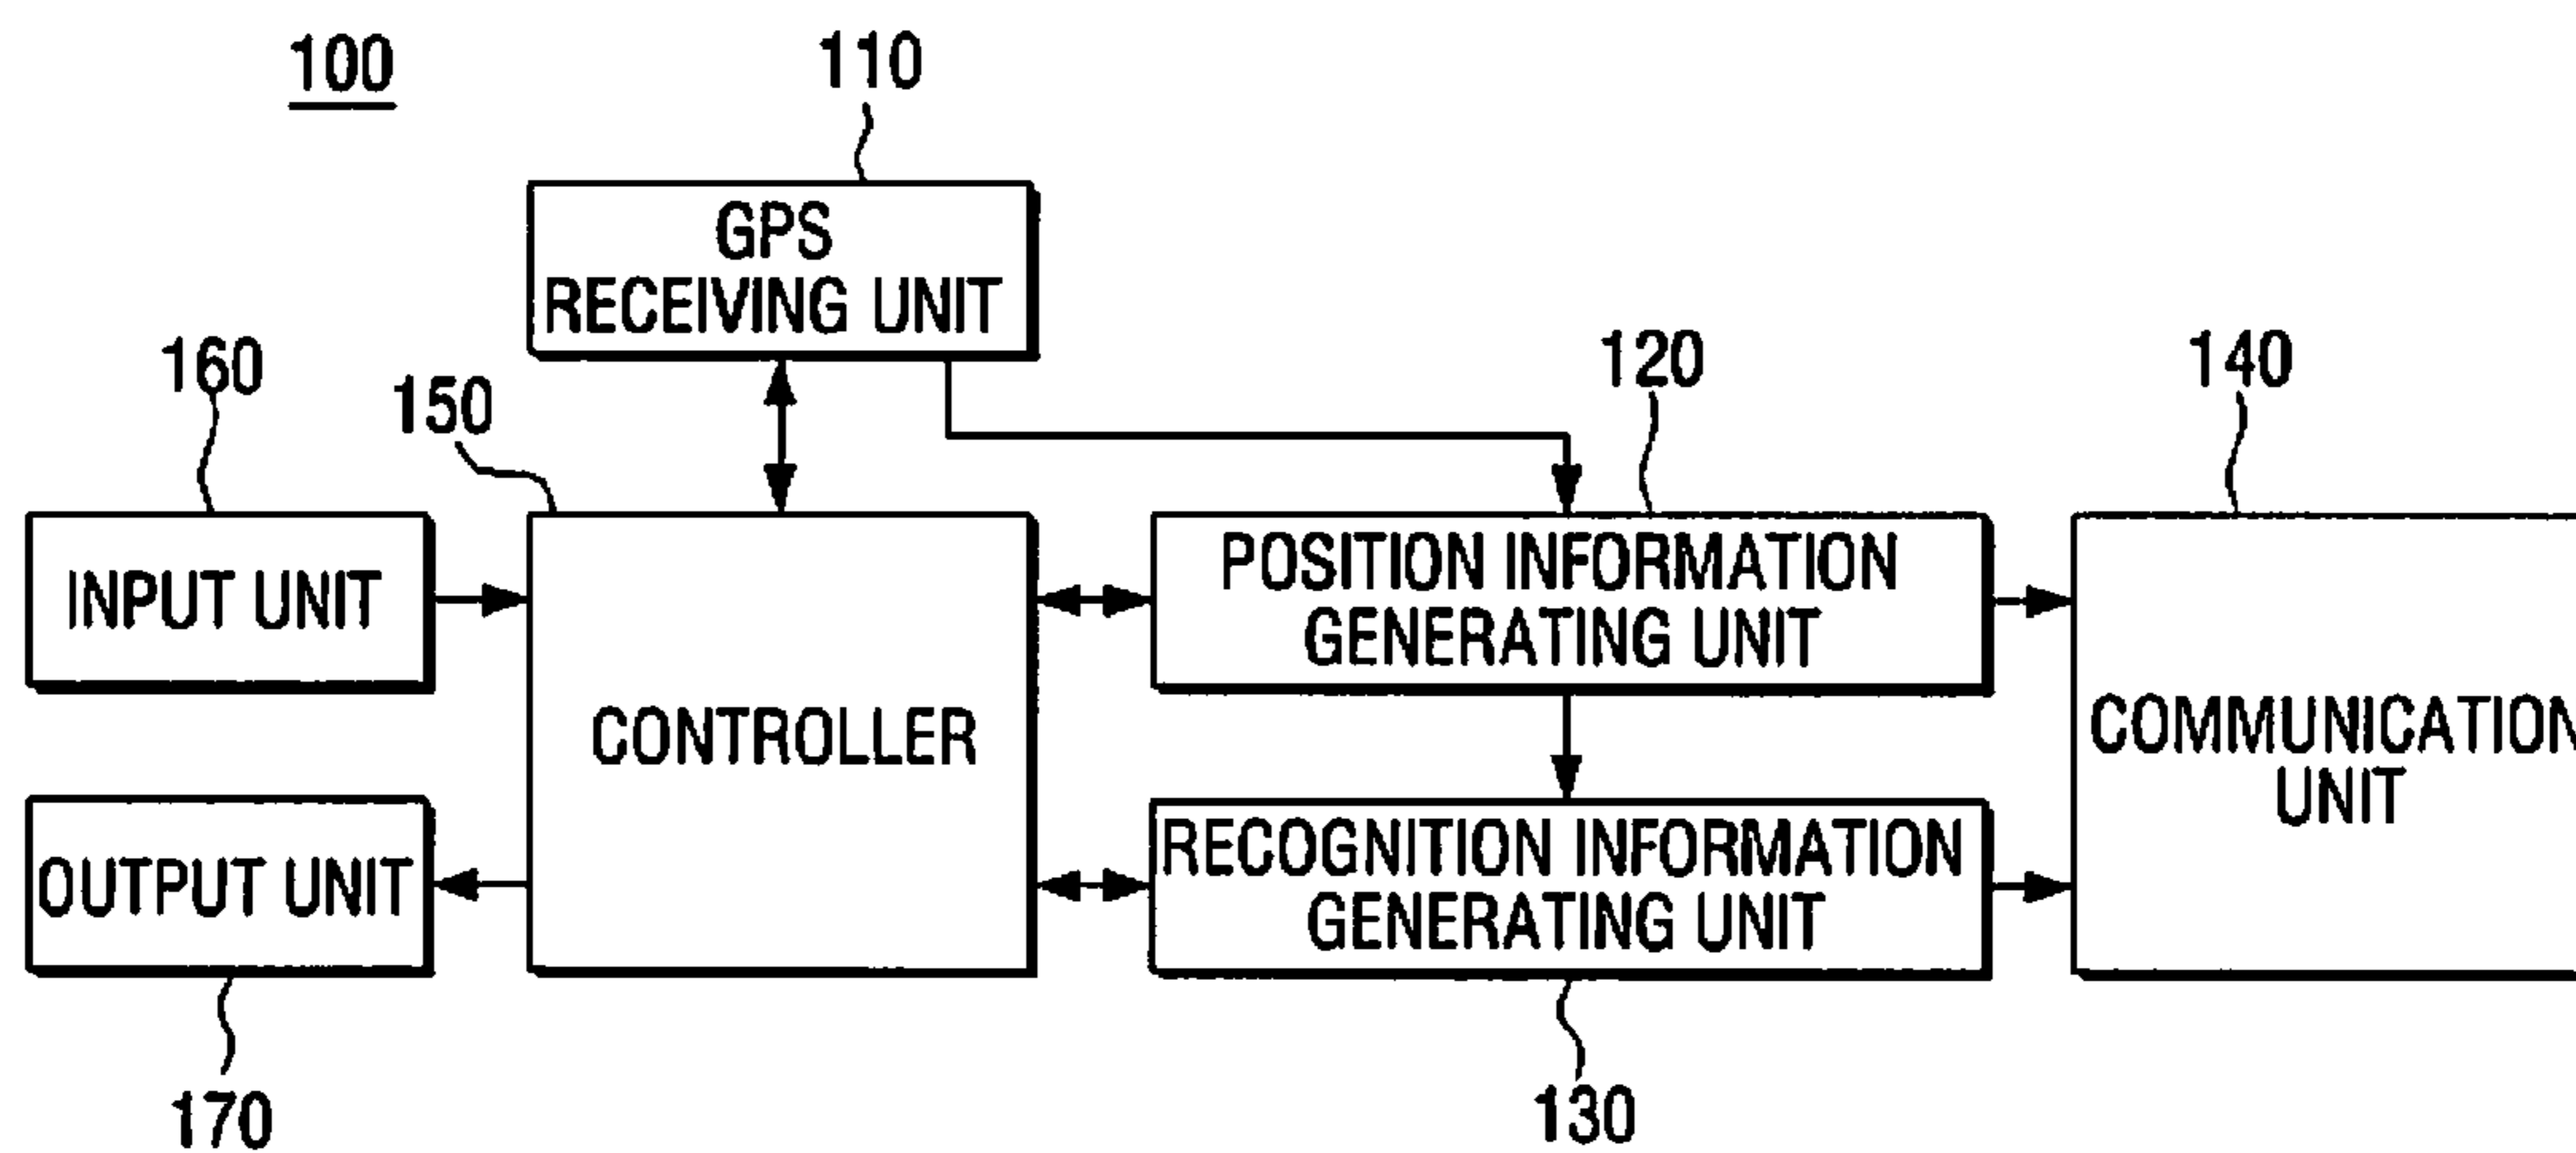 100
110
GPS
RECEIVING UNIT
160
150
120
140
INPUT UNIT
POSITION INFORMATION
GENERATING UNIT
CONTROLLER
COMMUNICATION
UNIT
OUTPUT UNIT
RECOGNITION INFORMATION
GENERATING UNIT
170
130